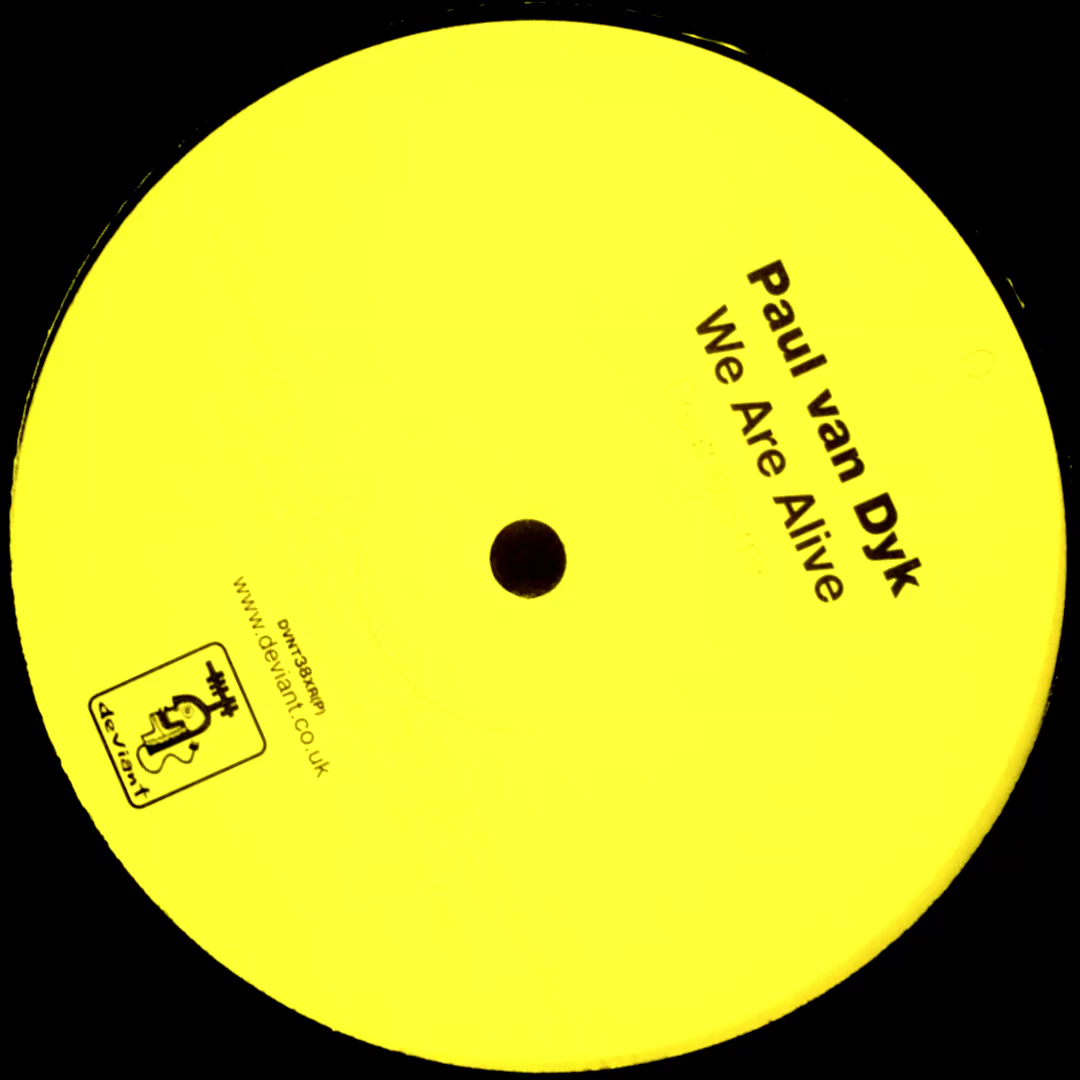 Paul van Dyk
We Are Alive
DVNT38XR(P)
www.deviant.co.uk
deviant